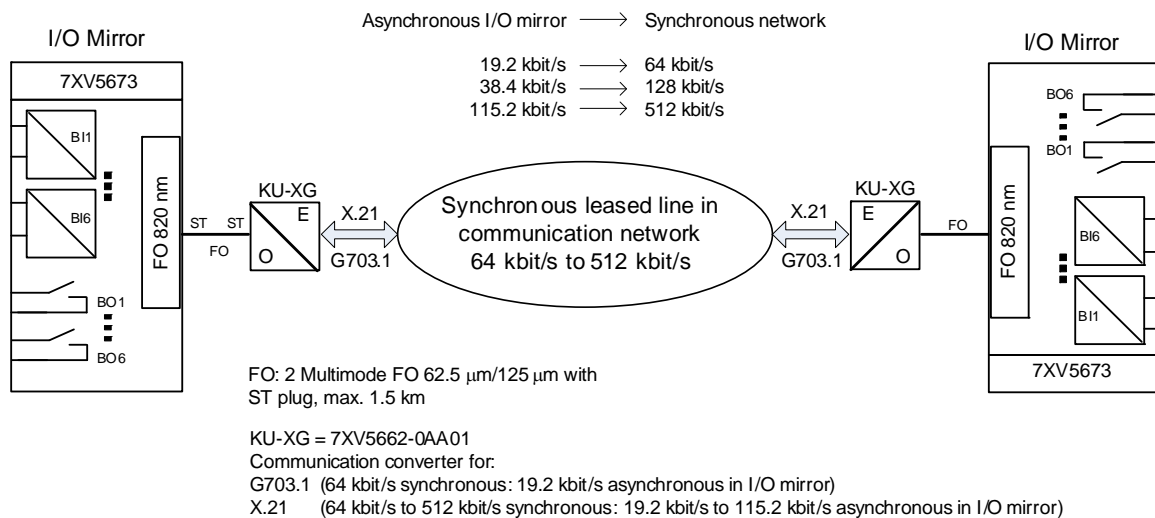 Asynchronous I/O mirror → Synchronous network
19.2 kbit/s → 64 kbit/s
38.4 kbit/s → 128 kbit/s
115.2 kbit/s → 512 kbit/s
I/O Mirror
7XV5673
BI1
BI6
FO 820 nm
BO1
BO6
ST ST
FO
KU-XG
E
O
X.21
G703.1
Synchronous leased line in
communication network
64 kbit/s to 512 kbit/s
X.21
G703.1
KU-XG
E
O
FO
I/O Mirror
FO 820 nm
BO6
BO1
BI6
BI1
7XV5673
FO: 2 Multimode FO 62.5 μm/125 μm with
ST plug, max. 1.5 km
KU-XG = 7XV5662-0AA01
Communication converter for:
G703.1 (64 kbit/s synchronous: 19.2 kbit/s asynchronous in I/O mirror)
X.21 (64 kbit/s to 512 kbit/s synchronous: 19.2 kbit/s to 115.2 kbit/s asynchronous in I/O mirror)